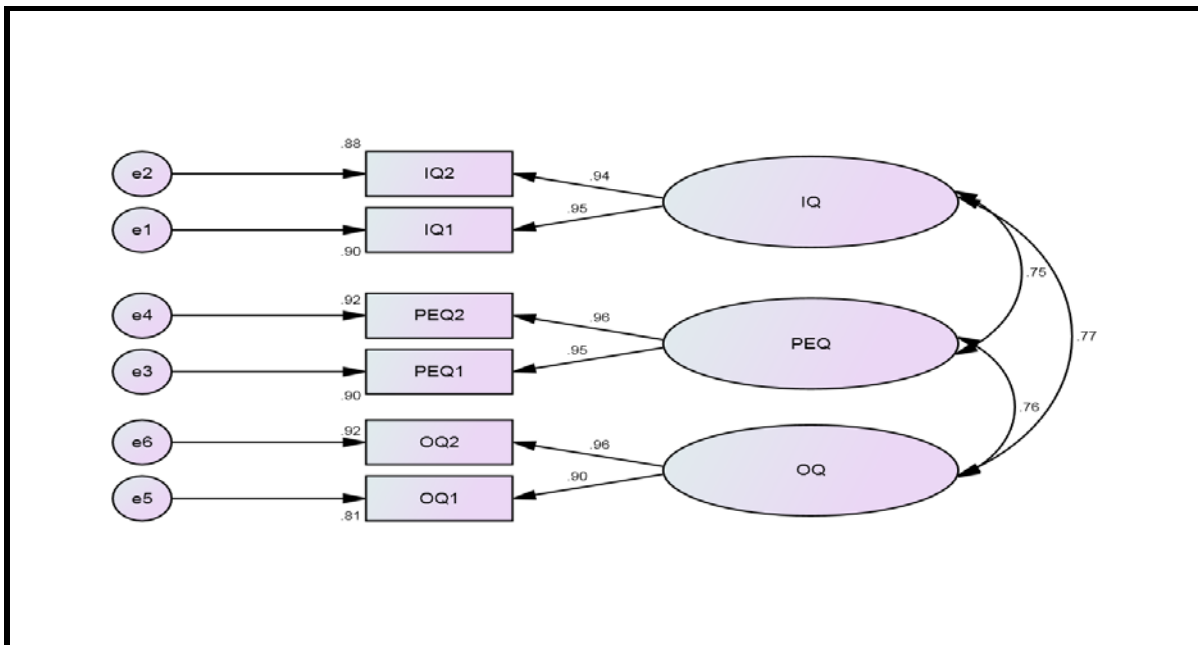 .88
e2
IQ2
.94
IQ
e1
IQ1
.95
.90
.75
.92
e4
PEQ2
.96
PEQ
.77
e3
PEQ1
.95
.90
.76
.92
e6
OQ2
.96
OQ
e5
OQ1
.90
.81